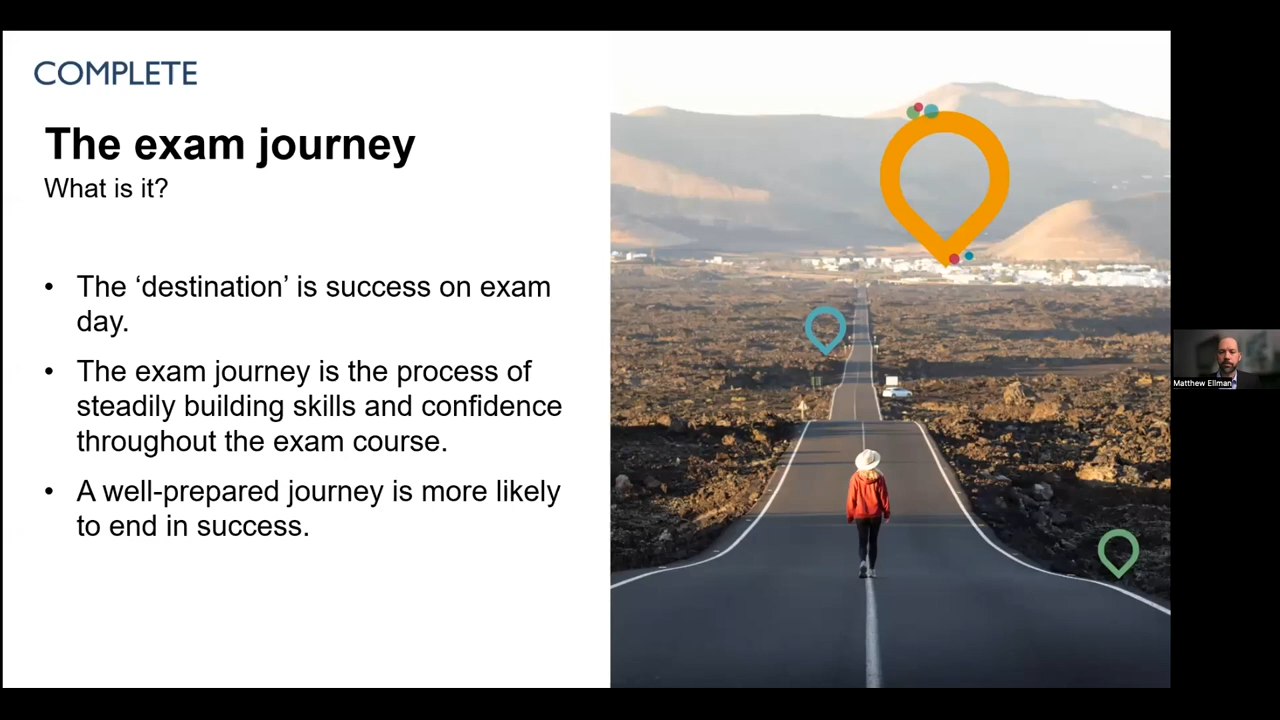 COMPLETE
The exam journey
What is it?
• The ‘destination’ is success on exam
day.
• The exam journey is the process of
steadily building skills and confidence
throughout the exam course.
• A well-prepared journey is more likely
to end in success.
Matthew Ellman